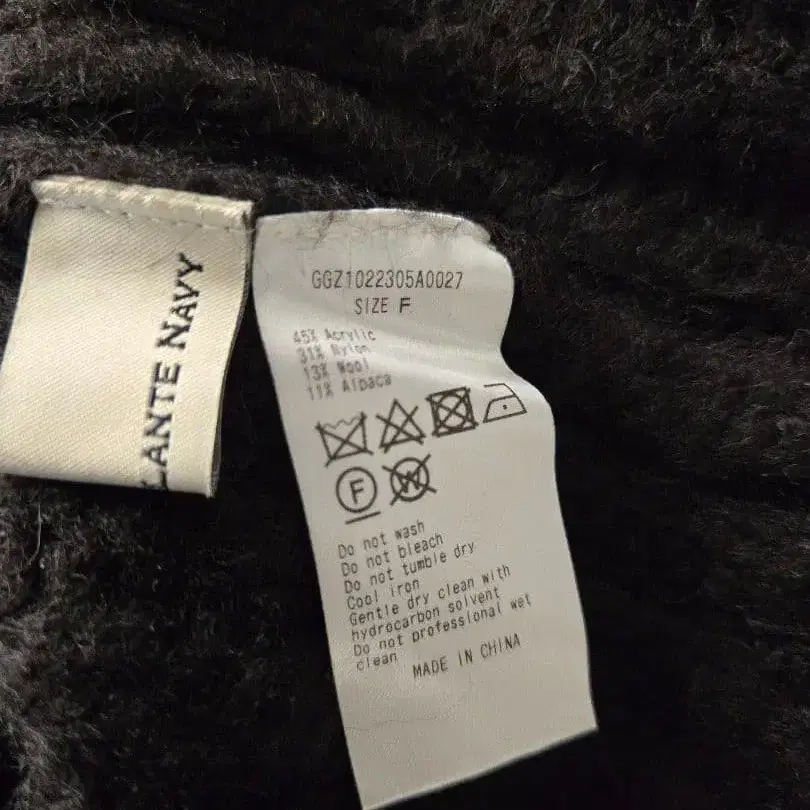 LANTE NAVY
GGZ1022305A0027
SIZE F
45% Acrylic
31% Nylon
13% Wool
11% Alpaca
F
W
Do not wash
Do not bleach
Do not tumble dry
Cool iron
Gentle dry clean with
hydrocarbon solvent
Do not professional wet
clean
MADE IN CHINA